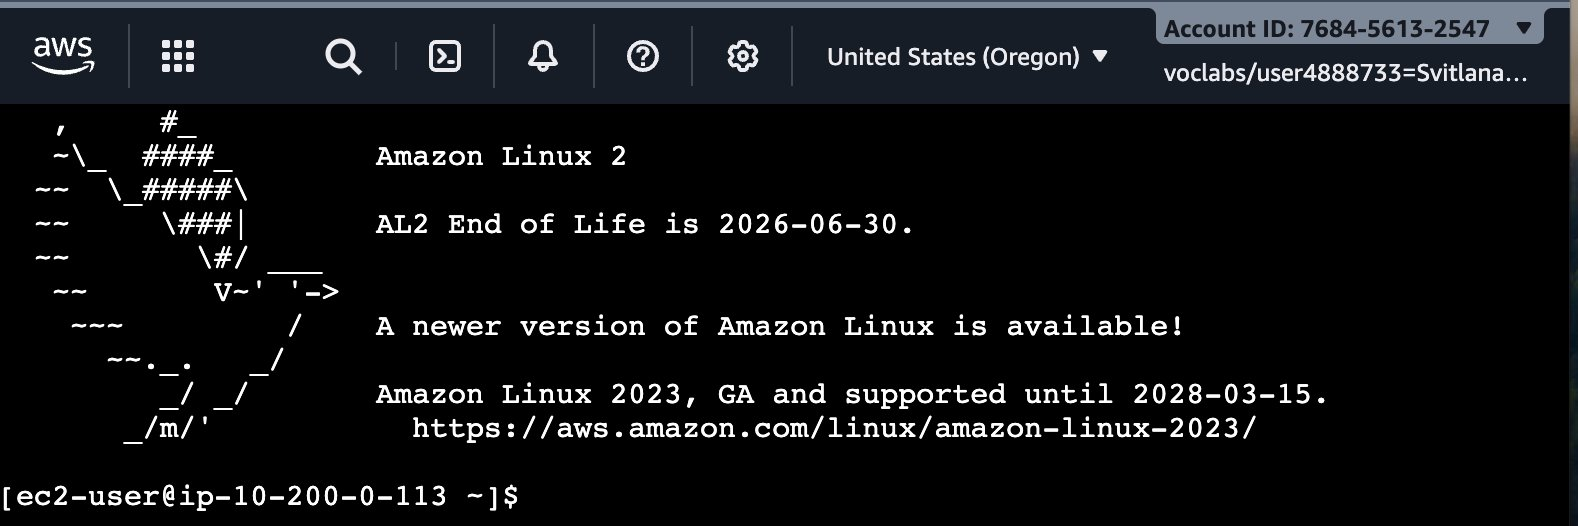 aws
United States (Oregon)
Account ID: 7684-5613-2547
voclabs/user4888733=Svitlana...
   ,     #_
   ~\_  ####_        Amazon Linux 2
  ~~  \_#####\
  ~~     \###|       AL2 End of Life is 2026-06-30.
  ~~       \#/ ___
   ~~       V~' '->
    ~~~         /    A newer version of Amazon Linux is available!
      ~~._.   _/
         _/ _/       Amazon Linux 2023, GA and supported until 2028-03-15.
       _/m/'           https://aws.amazon.com/linux/amazon-linux-2023/
[ec2-user@ip-10-200-0-113 ~]$